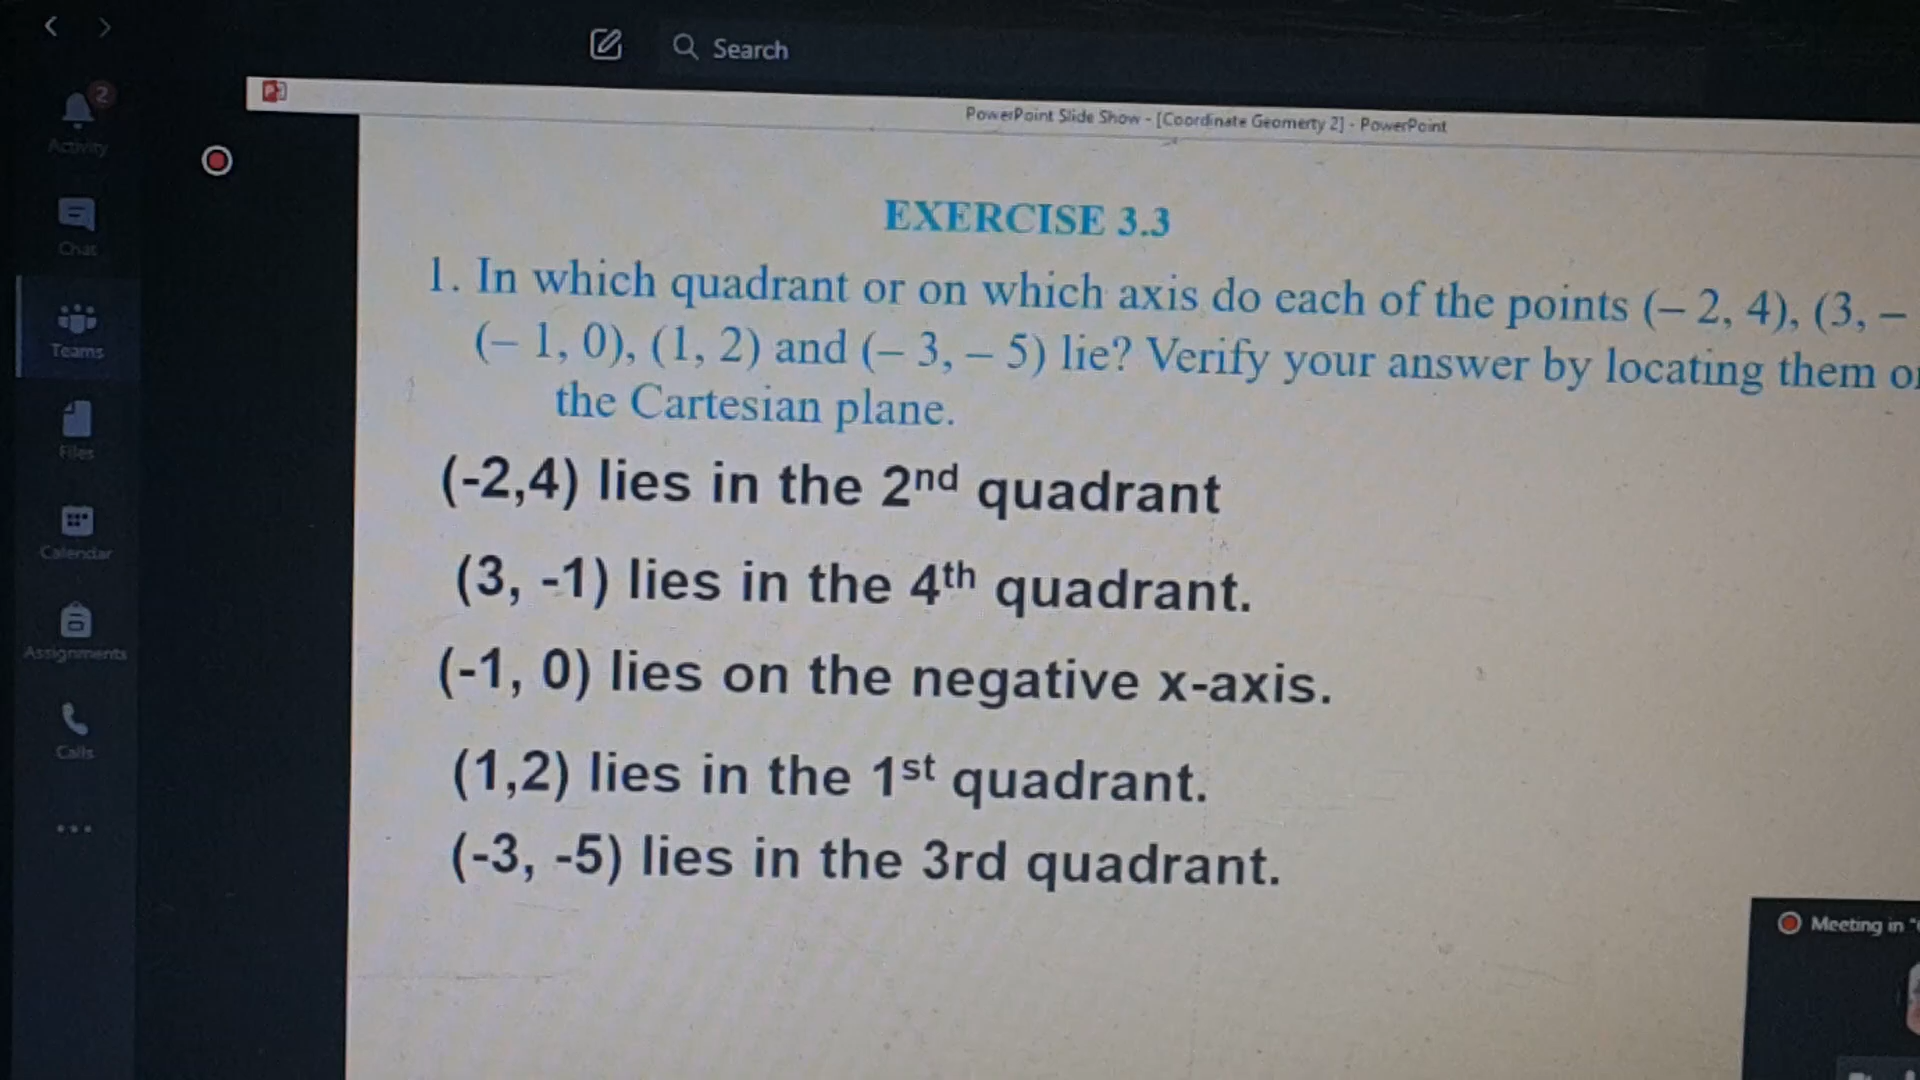 Search
2
Activity
Chat
Teams
Files
Calendar
Assignments
Calls
PowerPoint Slide Show - [Coordinate Geomerty 2] - PowerPoint
EXERCISE 3.3
1. In which quadrant or on which axis do each of the points (– 2, 4), (3, –
(– 1, 0), (1, 2) and (– 3, – 5) lie? Verify your answer by locating them
the Cartesian plane.
(-2,4) lies in the 2nd quadrant
(3, -1) lies in the 4th quadrant.
(-1, 0) lies on the negative x-axis.
(1,2) lies in the 1st quadrant.
(-3, -5) lies in the 3rd quadrant.
Meeting in "